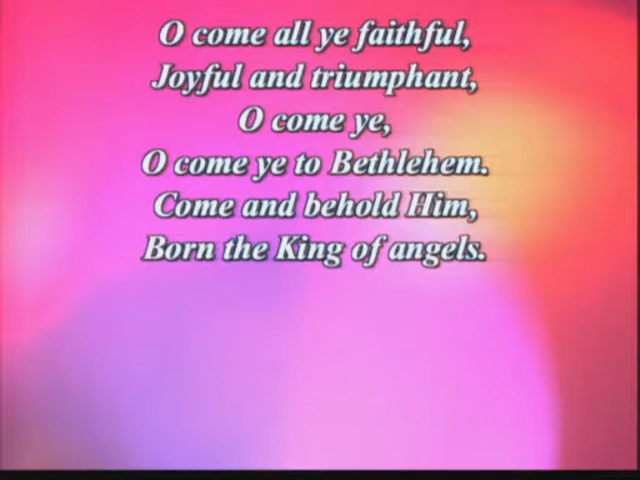 O come all ye faithful,
Joyful and triumphant,
O come ye,
O come ye to Bethlehem.
Come and behold Him,
Born the King of angels.